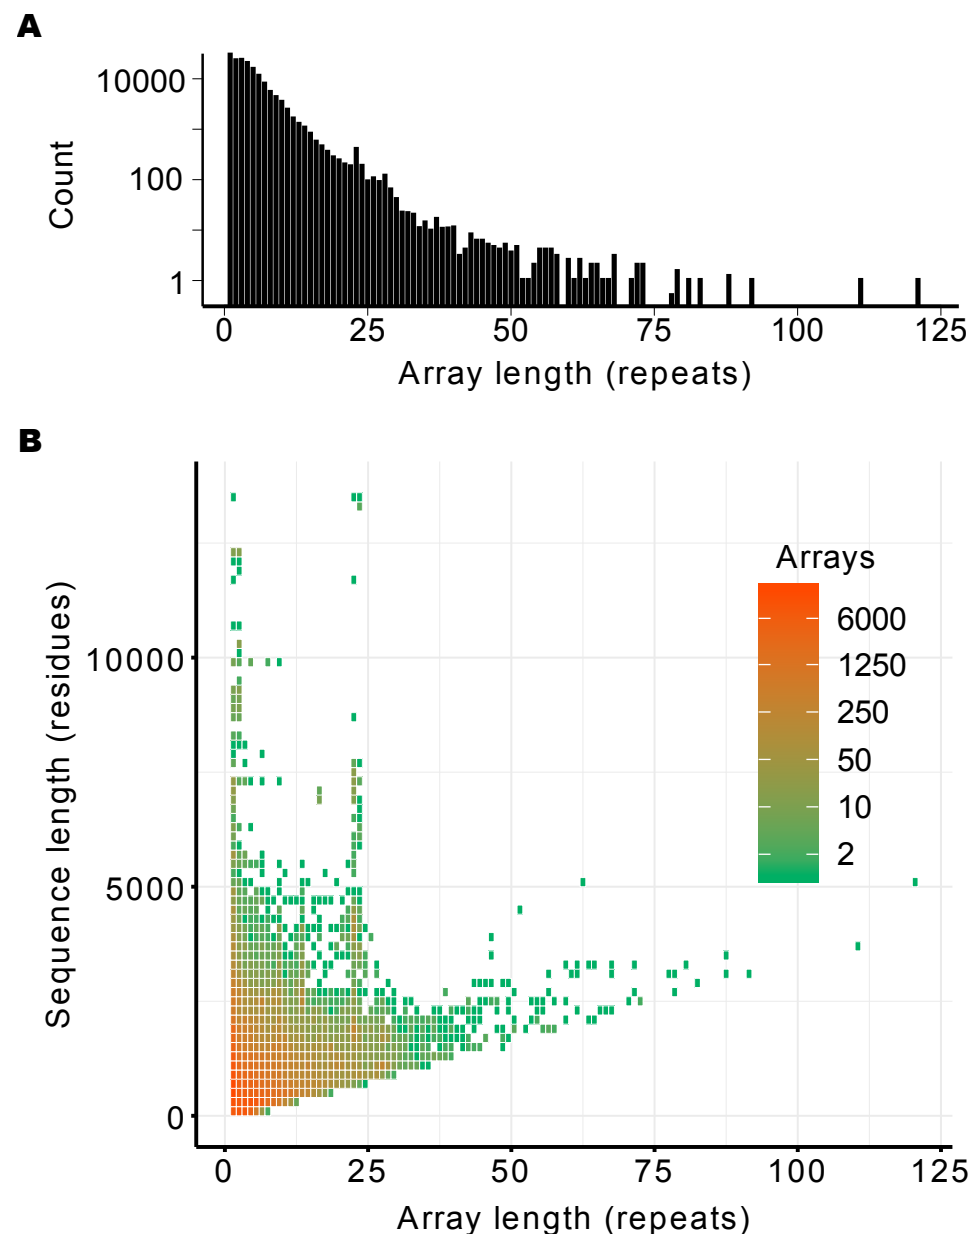 A
10000
100
1
Count
0 25 50 75 100 125
Array length (repeats)
B
Arrays
6000
1250
250
50
10
2
10000
5000
0
Sequence length (residues)
0 25 50 75 100 125
Array length (repeats)